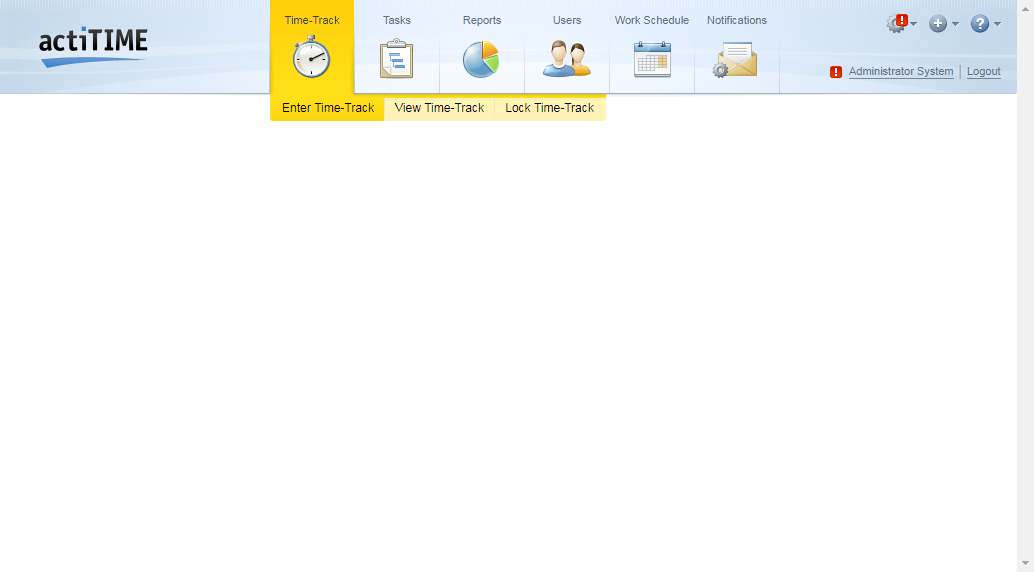 actiTIME
Time-Track
Tasks
Reports
Users
Work Schedule
Notifications
Administrator System
Logout
Enter Time-Track
View Time-Track
Lock Time-Track